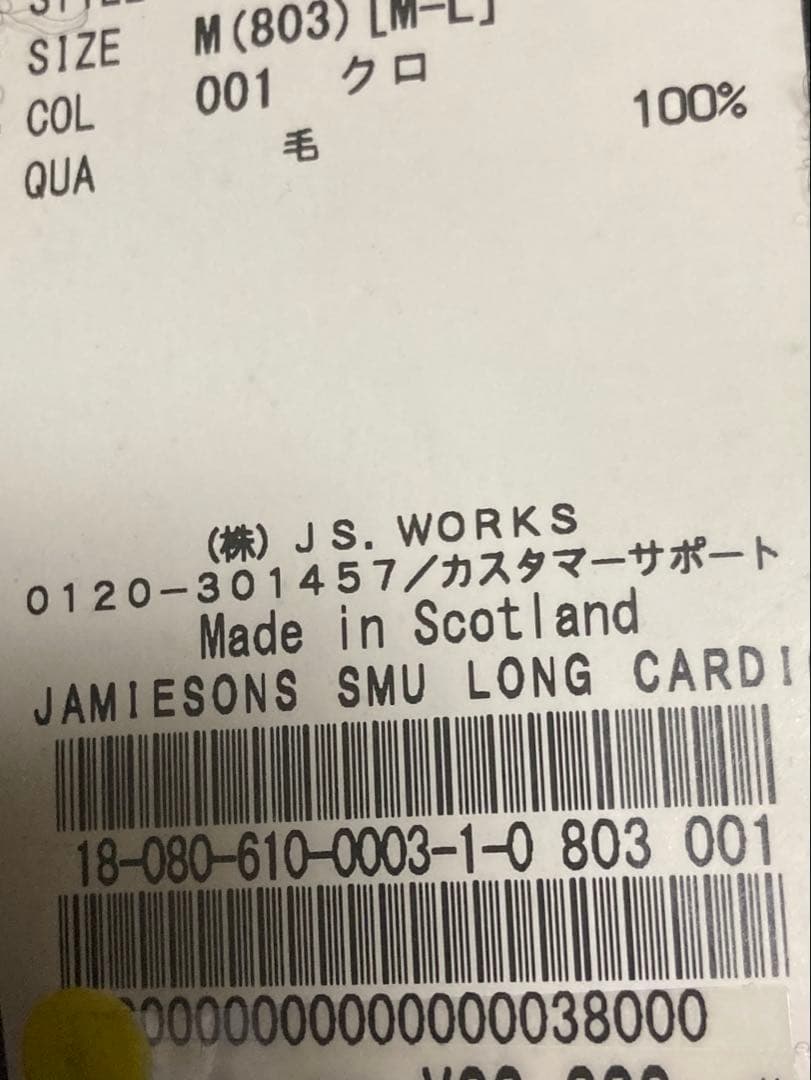 SIZE M(803)[M-L]
COL 001 クロ
QUA 毛 100%
(株)JS.WORKS
0120-301457/カスタマーサポート
Made in Scotland
JAMIESONS SMU LONG CARDI
18-080-610-0003-1-0 803 001
00000000000000038000